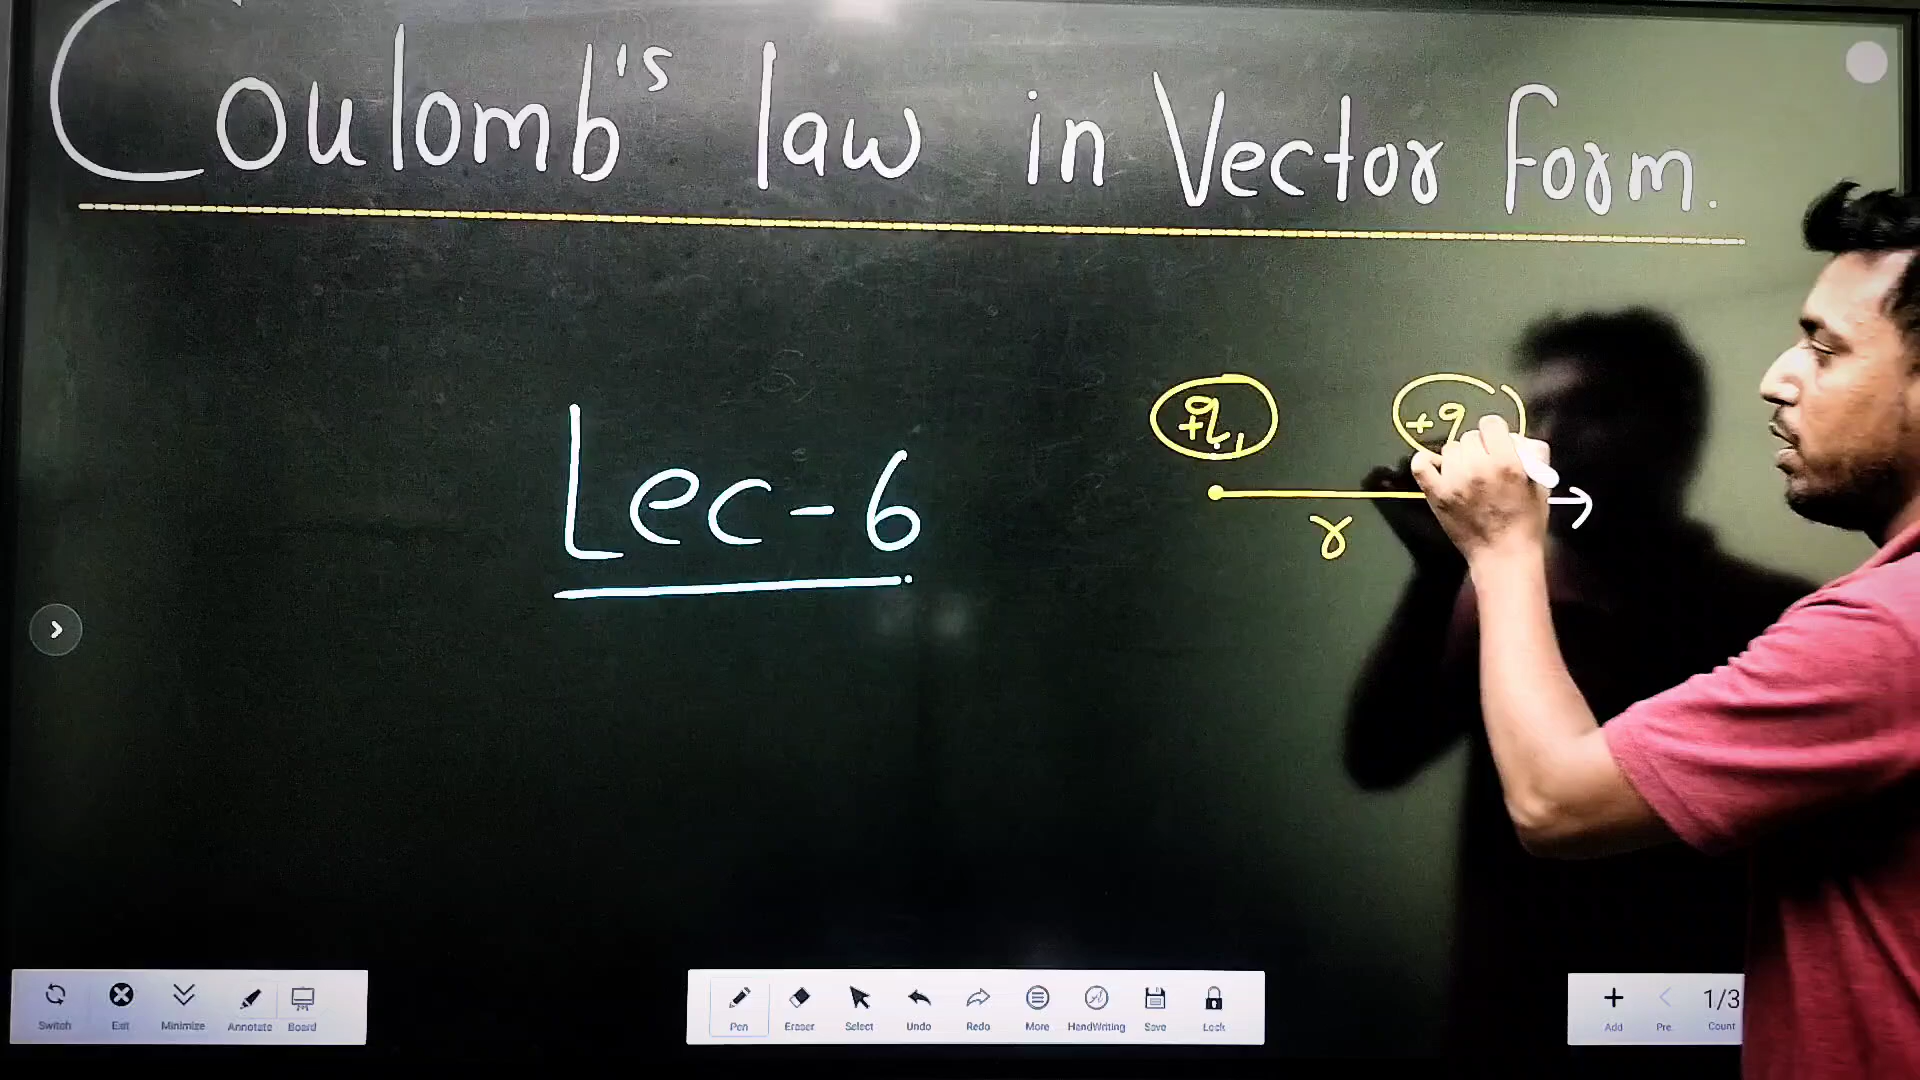 Coulomb's law in Vector form.
Lec-6
+q1 +q
r
Switch Exit Minimize Annotate Board
Pen Eraser Select Undo Redo More HandWriting Save Lock
Add Pre 1/3 Count